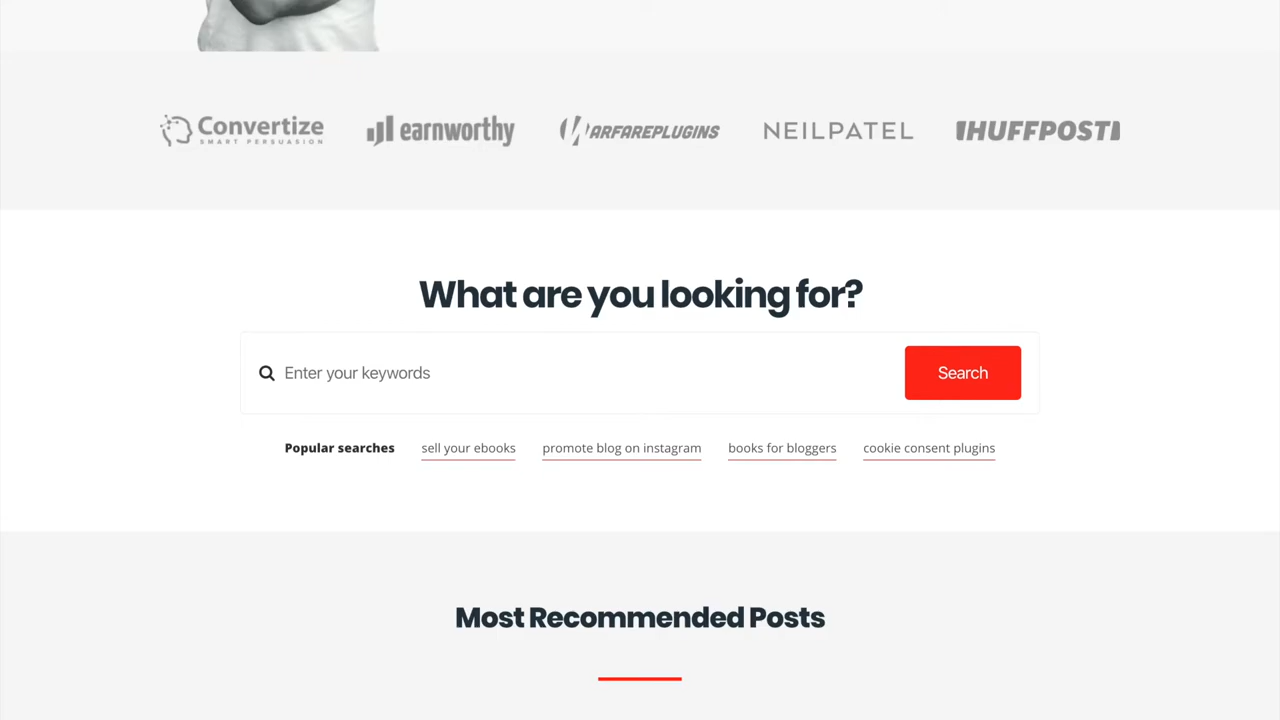 Convertize
SMART PERSUASION
earnworthy
WARFAREPLUGINS
NEILPATEL
HUFFPOST
What are you looking for?
Enter your keywords
Search
Popular searches sell your ebooks promote blog on instagram books for bloggers cookie consent plugins
Most Recommended Posts